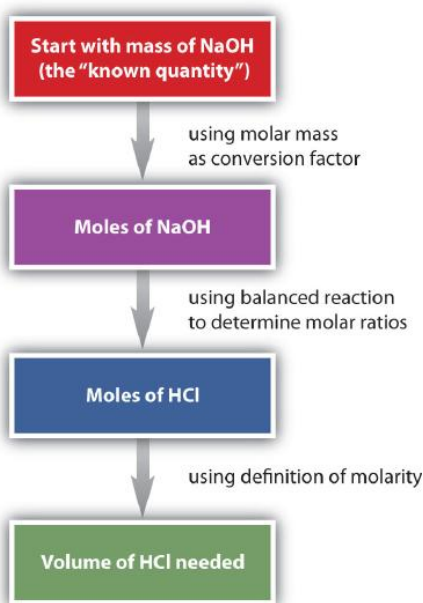 Start with mass of NaOH
(the “known quantity”)
using molar mass
as conversion factor
Moles of NaOH
using balanced reaction
to determine molar ratios
Moles of HCl
using definition of molarity
Volume of HCl needed